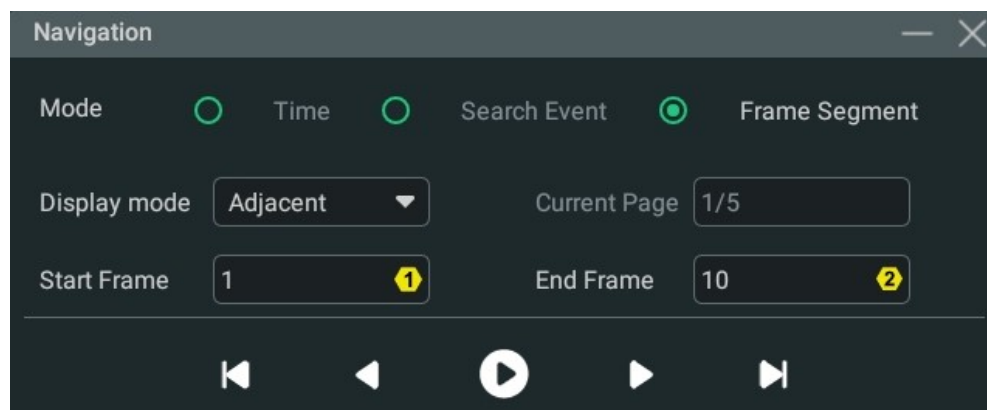 Navigation
Mode Time Search Event Frame Segment
Display mode Adjacent Current Page 1/5
Start Frame 1 1 End Frame 10 2